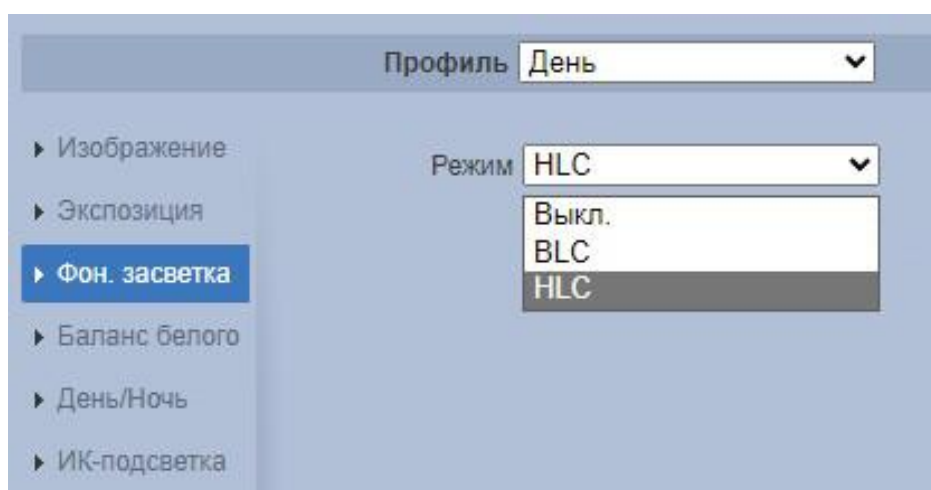 Профиль День
Изображение
Режим HLC
Экспозиция
Выкл.
BLC
Фон. засветка
HLC
Баланс белого
День/Ночь
ИК-подсветка